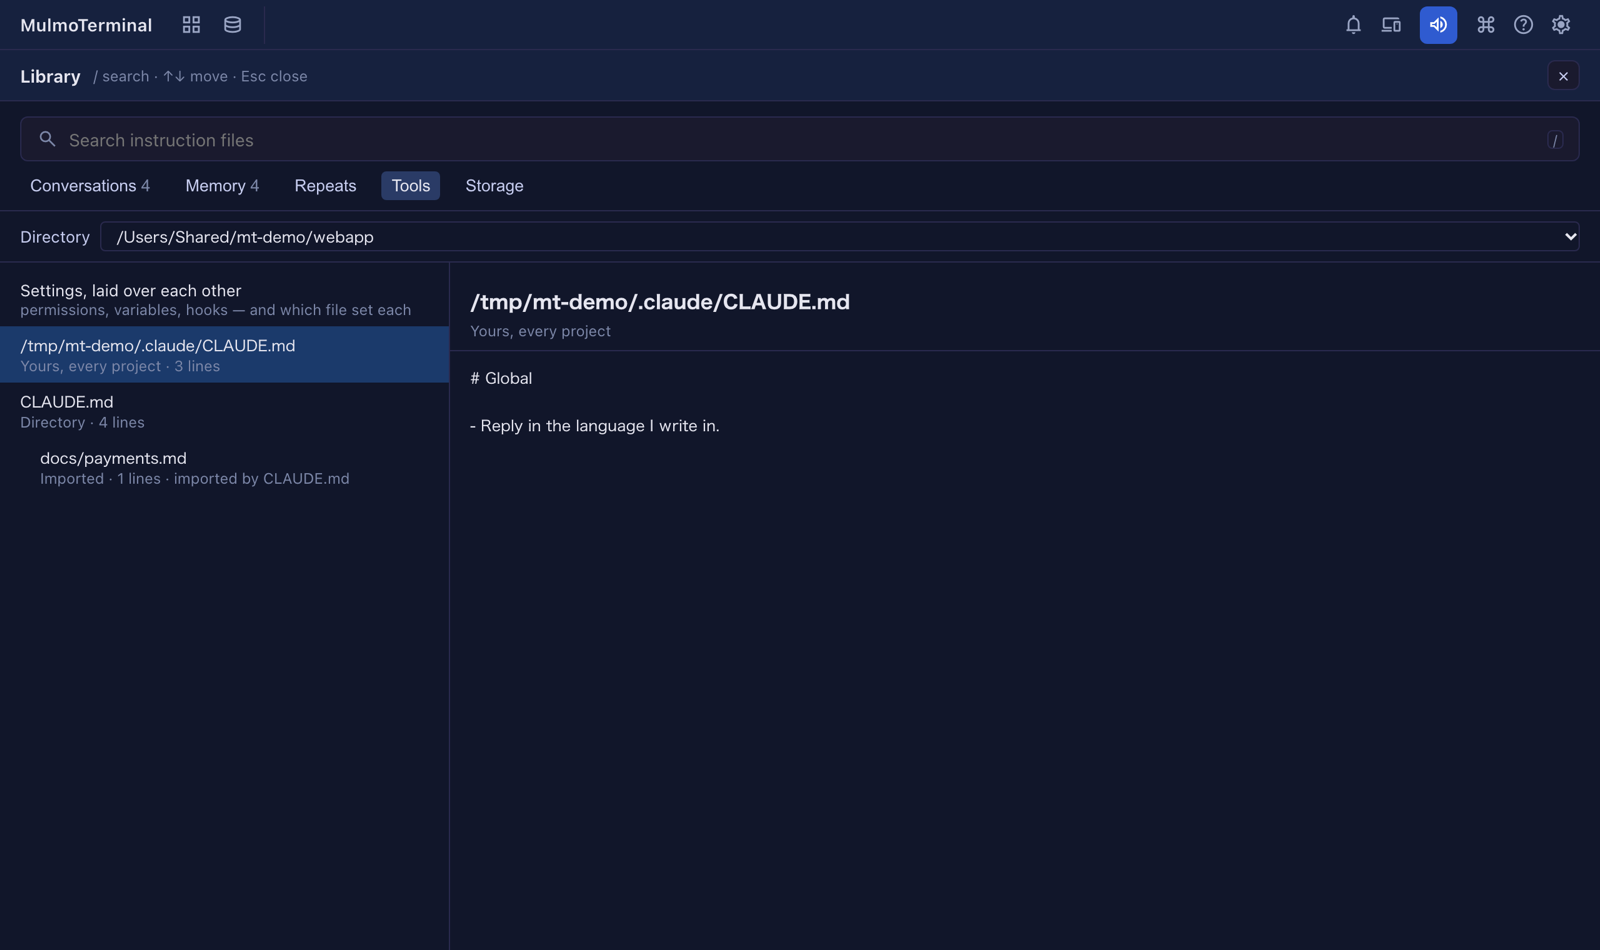 MulmoTerminal
Library / search · ↑↓ move · Esc close
×
Search instruction files
/
Conversations 4
Memory 4
Repeats
Tools
Storage
Directory
/Users/Shared/mt-demo/webapp
Settings, laid over each other
permissions, variables, hooks — and which file set each
/tmp/mt-demo/.claude/CLAUDE.md
Yours, every project · 3 lines
CLAUDE.md
Directory · 4 lines
docs/payments.md
Imported · 1 lines · imported by CLAUDE.md
/tmp/mt-demo/.claude/CLAUDE.md
Yours, every project
# Global
- Reply in the language I write in.